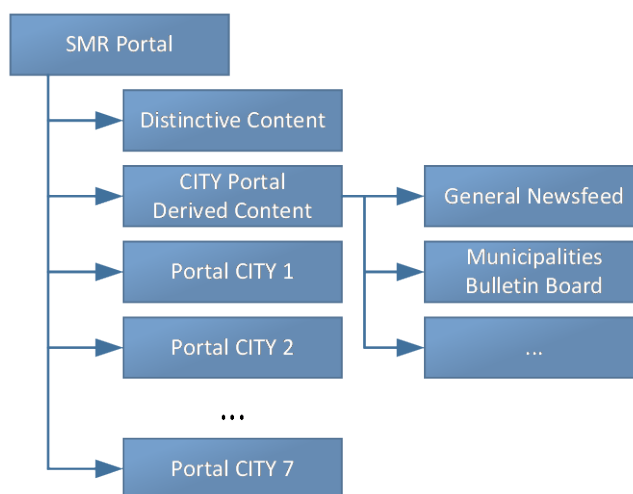 SMR Portal
Distinctive Content
CITY Portal
Derived Content
General Newsfeed
Portal CITY 1
Municipalities
Bulletin Board
Portal CITY 2
...
...
Portal CITY 7